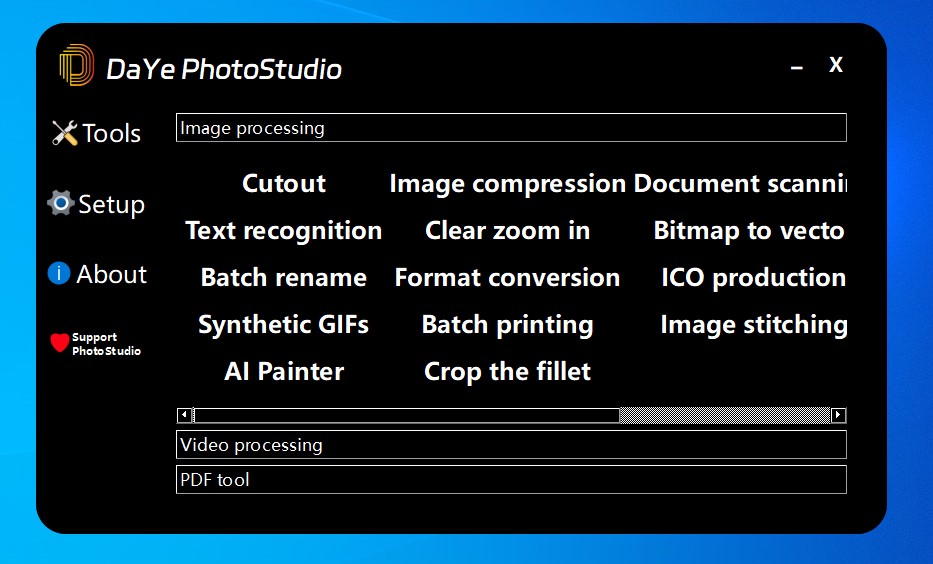 DaYe PhotoStudio
– X
Tools
Setup
About
Support
PhotoStudio
Image processing
Cutout Image compression Document scanni
Text recognition Clear zoom in Bitmap to vecto
Batch rename Format conversion ICO production
Synthetic GIFs Batch printing Image stitching
AI Painter Crop the fillet
Video processing
PDF tool